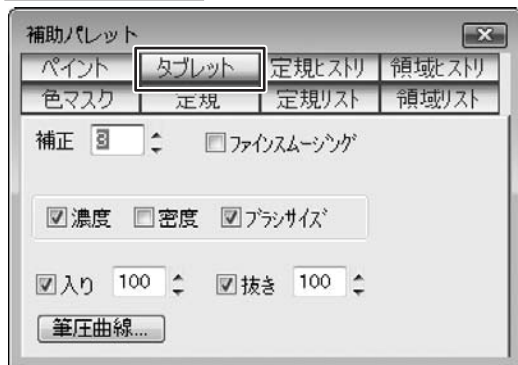 補助パレット
ペイント タブレット 定規ヒストリ 領域ヒストリ
色マスク 定規 定規リスト 領域リスト
補正 3 ファインスムージング
濃度 密度 ブラシサイズ
入り 100 抜き 100
筆圧曲線...